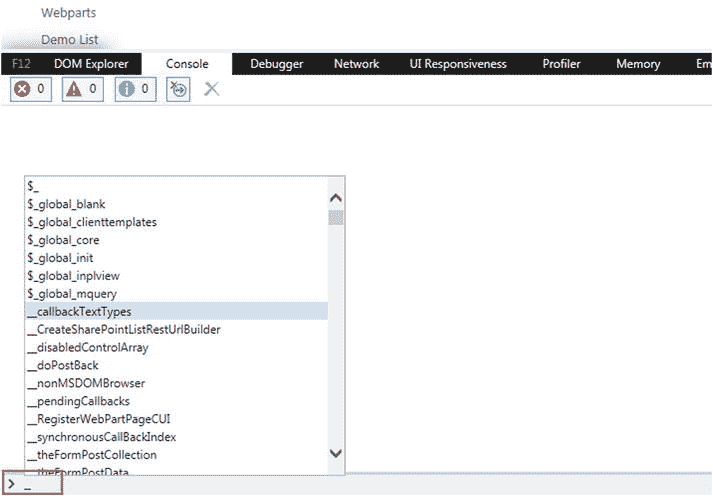 Webparts
Demo List
F12 DOM Explorer Console Debugger Network UI Responsiveness Profiler Memory Em
0 0 0
$_
$_global_blank
$_global_clienttemplates
$_global_core
$_global_init
$_global_inplview
$_global_mquery
__callbackTextTypes
__CreateSharePointListRestUrlBuilder
__disabledControlArray
__doPostBack
__nonMSDOMBrowser
__pendingCallbacks
__RegisterWebPartPageCUI
__synchronousCallBackIndex
__theFormPostCollection
__theFormPostData
> _